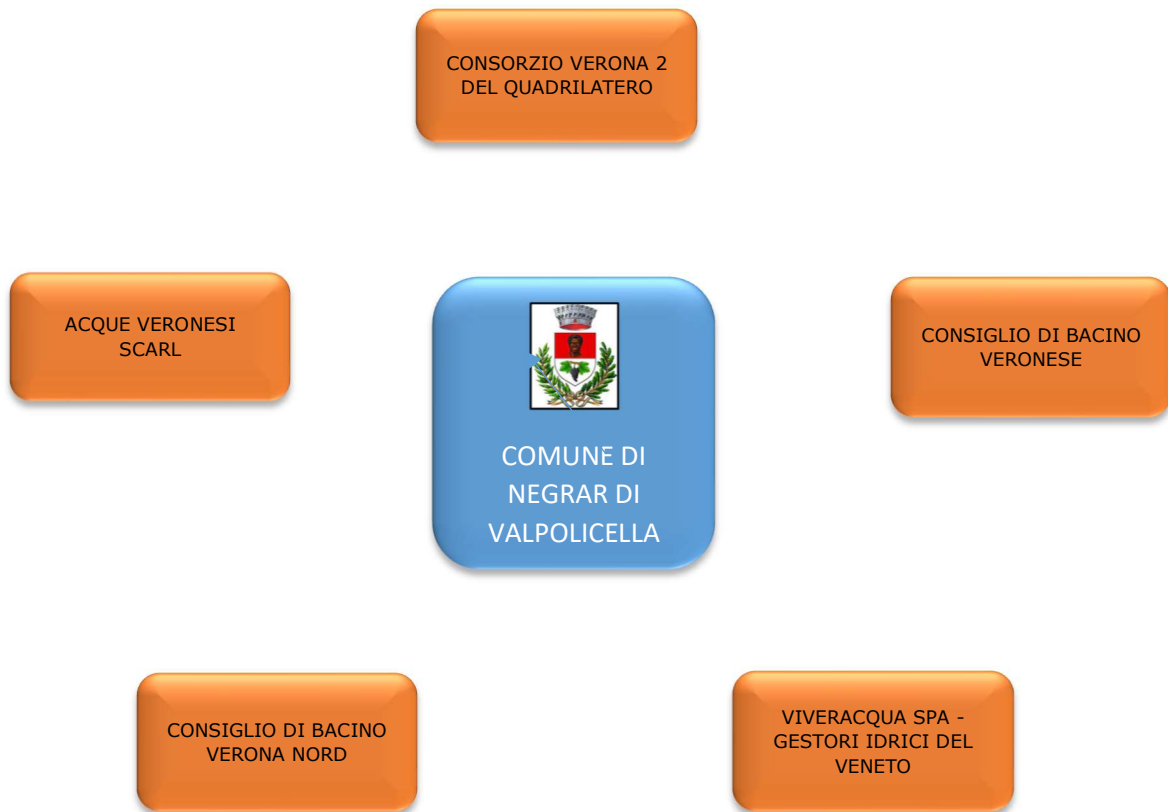 CONSORZIO VERONA 2
DEL QUADRILATERO
ACQUE VERONESI
SCARL
CONSIGLIO DI BACINO
VERONESE
COMUNE DI
NEGRAR DI
VALPOLICELLA
CONSIGLIO DI BACINO
VERONA NORD
VIVERACQUA SPA -
GESTORI IDRICI DEL
VENETO